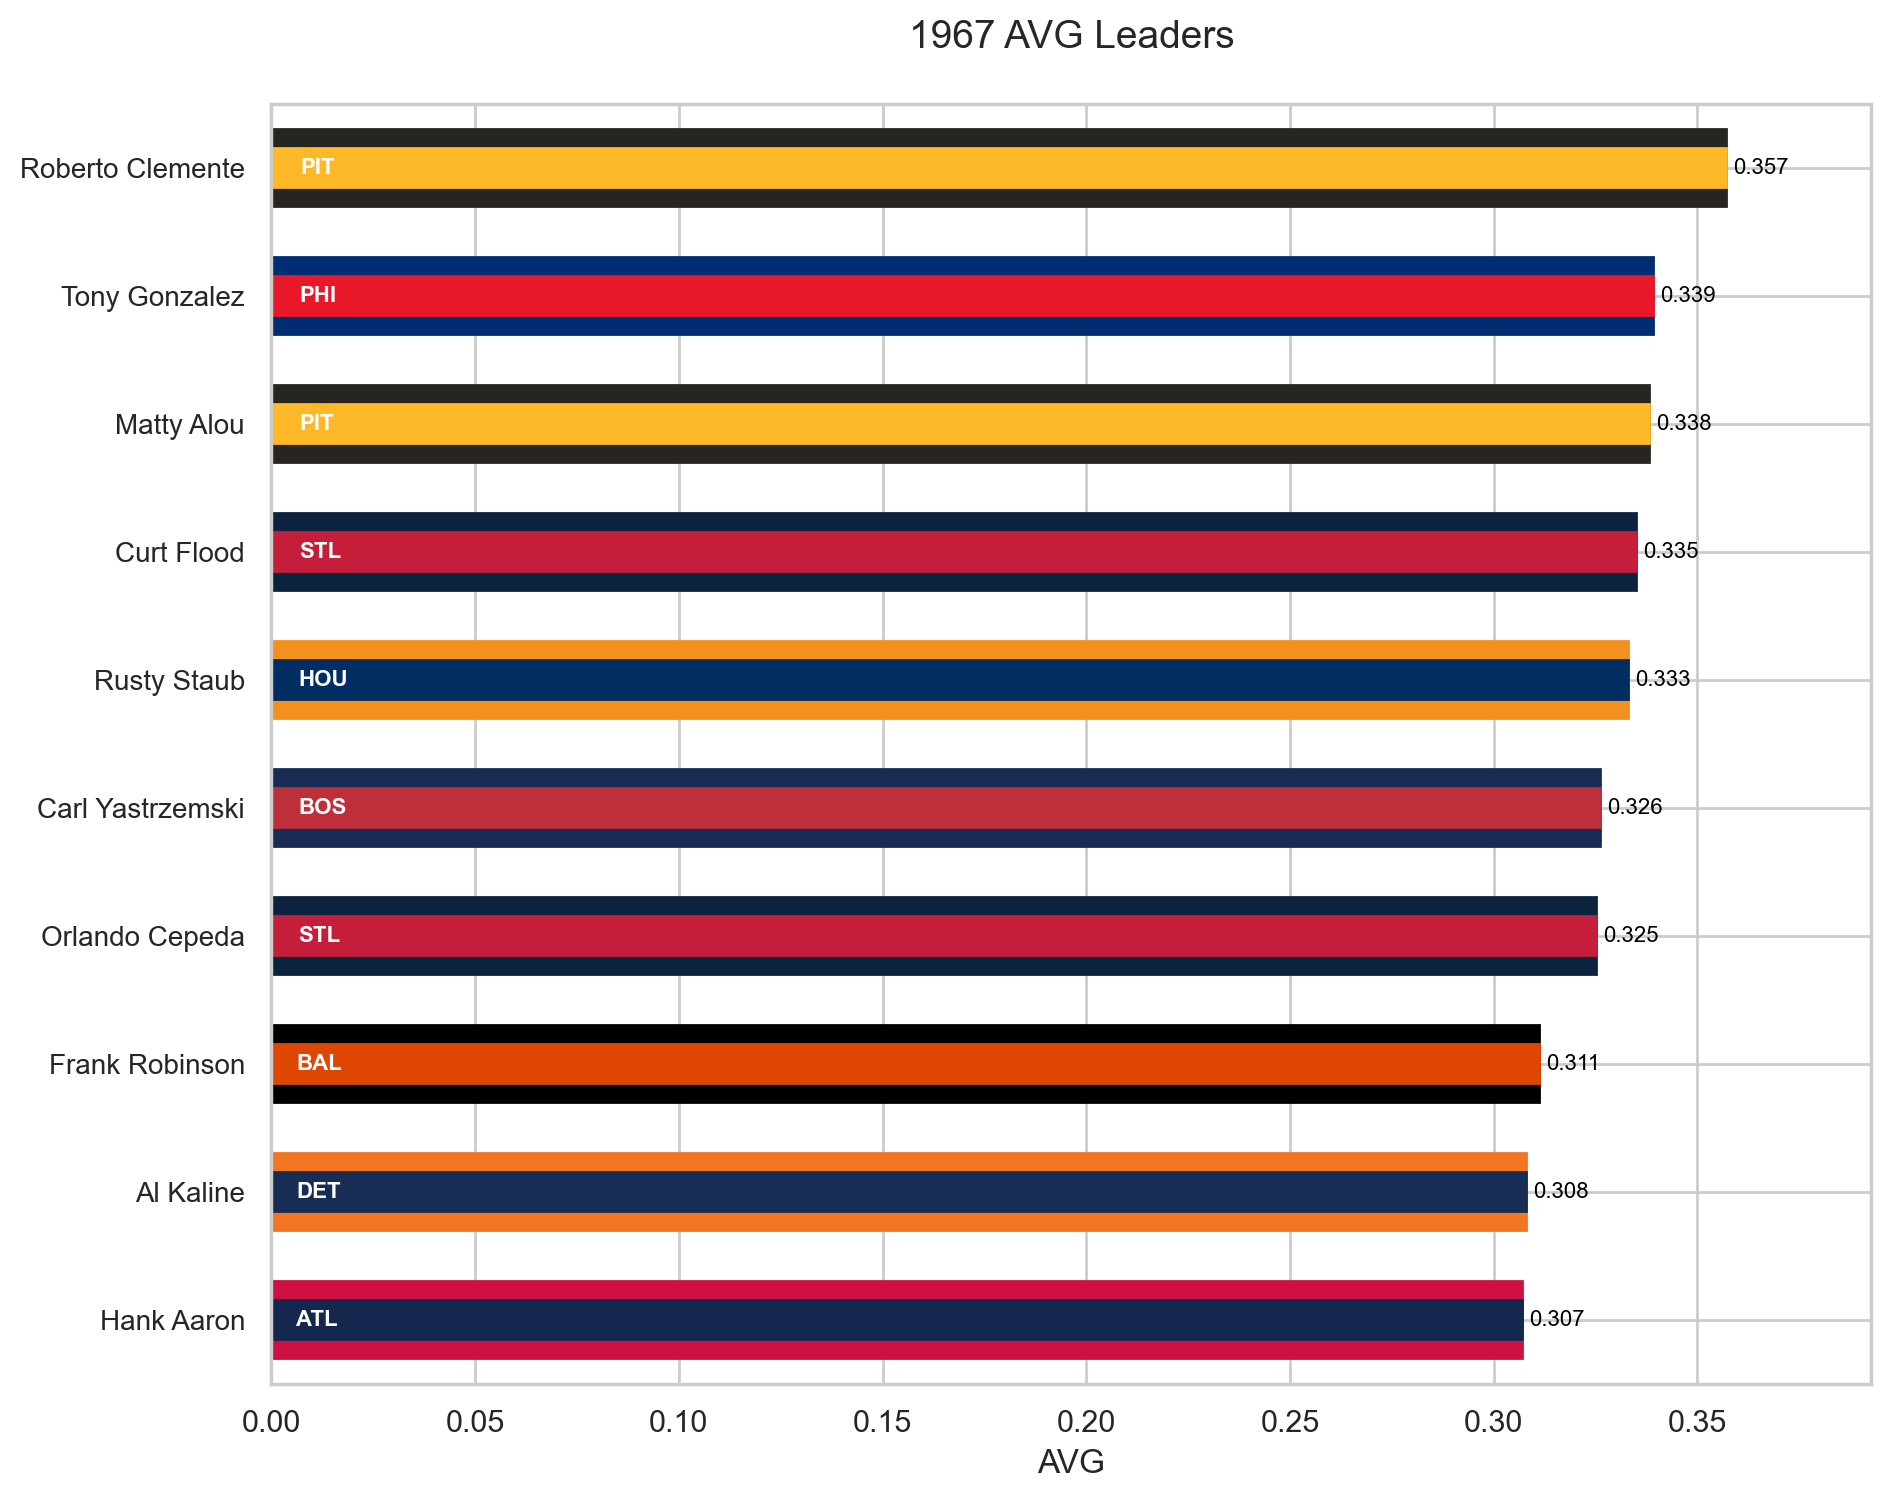 1967 AVG Leaders
Roberto Clemente PIT 0.357
Tony Gonzalez PHI 0.339
Matty Alou PIT 0.338
Curt Flood STL 0.335
Rusty Staub HOU 0.333
Carl Yastrzemski BOS 0.326
Orlando Cepeda STL 0.325
Frank Robinson BAL 0.311
Al Kaline DET 0.308
Hank Aaron ATL 0.307
0.00 0.05 0.10 0.15 0.20 0.25 0.30 0.35
AVG